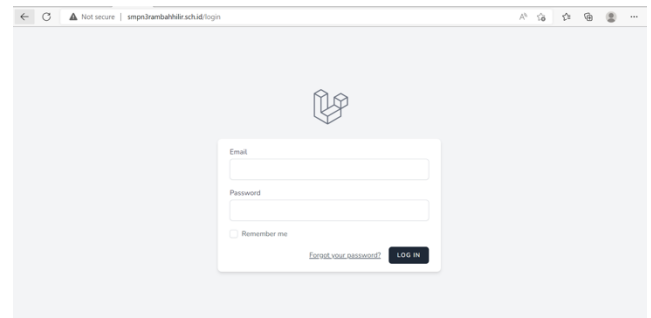 Not secure | smpn3rambahhilir.sch.id/login
Email
Password
Remember me
Forgot your password? LOG IN